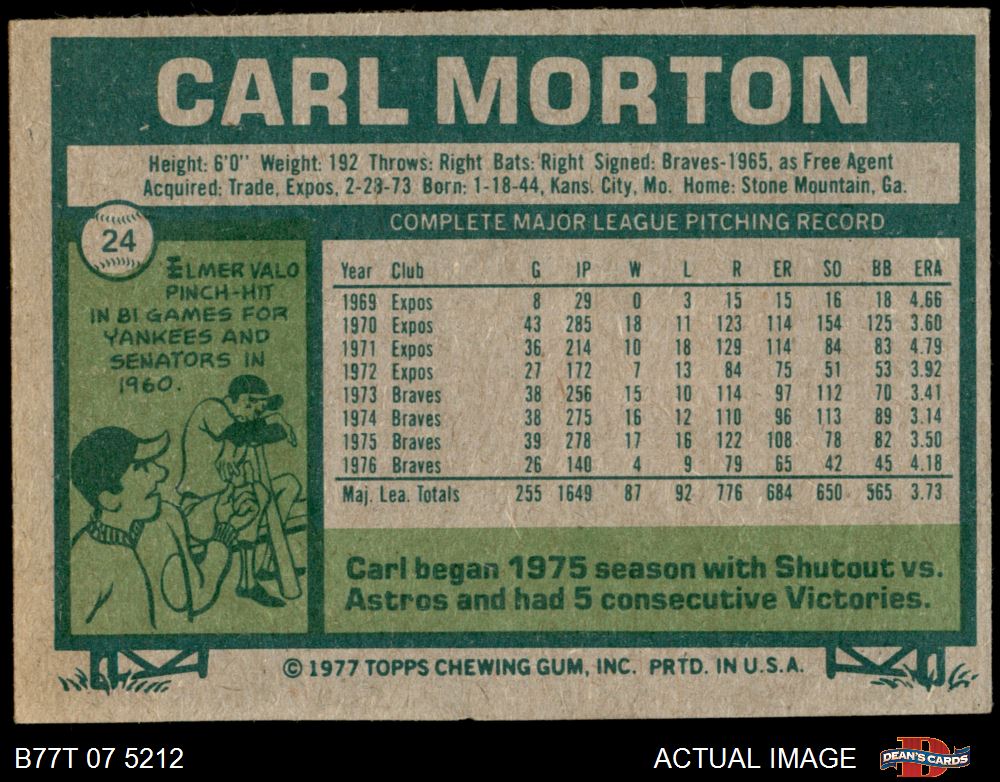 CARL MORTON
Height: 6'0" Weight: 192 Throws: Right Bats: Right Signed: Braves-1965, as Free Agent
Acquired: Trade, Expos, 2-28-73 Born: 1-18-44, Kans. City, Mo. Home: Stone Mountain, Ga.
24
ELMER VALO
PINCH-HIT
IN 81 GAMES FOR
YANKEES AND
SENATORS IN
1960.
COMPLETE MAJOR LEAGUE PITCHING RECORD
Year Club G IP W L R ER SO BB ERA
1969 Expos 8 29 0 3 15 15 16 18 4.66
1970 Expos 43 285 18 11 123 114 154 125 3.60
1971 Expos 36 214 10 18 129 114 84 83 4.79
1972 Expos 27 172 7 13 84 75 51 53 3.92
1973 Braves 38 256 15 10 114 97 112 70 3.41
1974 Braves 38 275 16 12 110 96 113 89 3.14
1975 Braves 39 278 17 16 122 108 78 82 3.50
1976 Braves 26 140 4 9 79 65 42 45 4.18
Maj. Lea. Totals 255 1649 87 92 776 684 650 565 3.73
Carl began 1975 season with Shutout vs.
Astros and had 5 consecutive Victories.
© 1977 TOPPS CHEWING GUM, INC. PRTD. IN U.S.A.
B77T 07 5212
ACTUAL IMAGE
DEAN'S CARDS